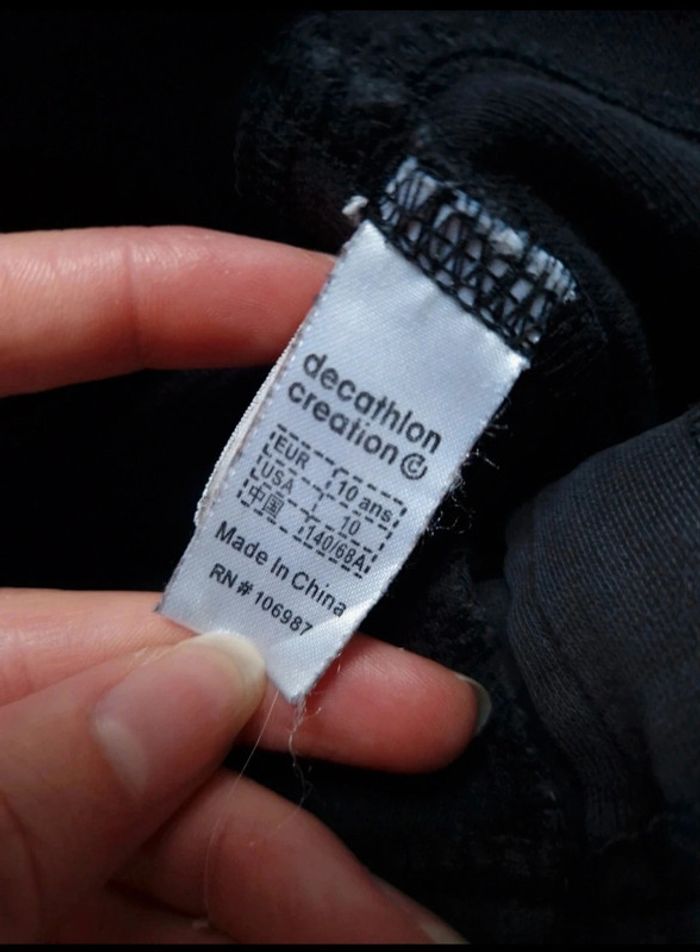 decathlon
creation
EUR 10 ans
USA 10
中国 140/68A
Made In China
RN# 106987